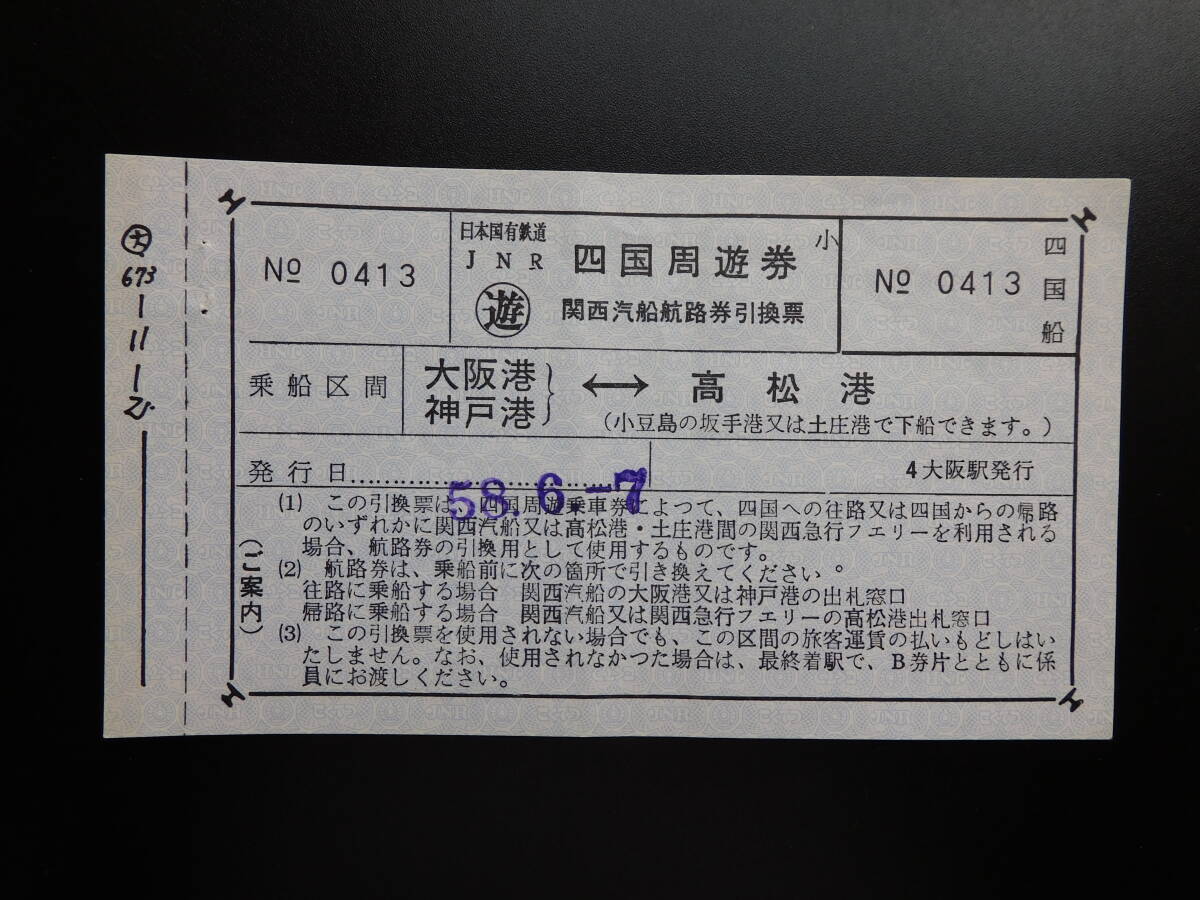 ㊛
673
11
日本国有鉄道
JNR
遊
四国周遊券
小
関西汽船航路券引換票
№ 0413
№ 0413
四国船
乗船区間
大阪港
神戸港
↔ 高松港
(小豆島の坂手港又は土庄港で下船できます。)
発行日
58.6.-7
4大阪駅発行
(ご案内)
(1) この引換票は、四国周遊乗車券によつて、四国への往路又は四国からの帰路
のいずれかに関西汽船又は高松港・土庄港間の関西急行フエリーを利用される
場合、航路券の引換用として使用するものです。
(2) 航路券は、乗船前に次の箇所で引き換えてください。
往路に乗船する場合 関西汽船の大阪港又は神戸港の出札窓口
帰路に乗船する場合 関西汽船又は関西急行フエリーの高松港出札窓口
(3) この引換票を使用されない場合でも、この区間の旅客運賃の払いもどしはい
たしません。なお、使用されなかつた場合は、最終着駅で、B券片とともに係
員にお渡しください。